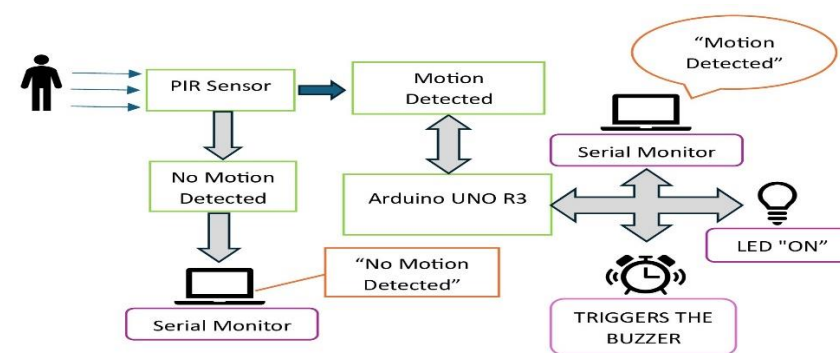 “Motion
Detected”
PIR Sensor
Motion
Detected
Serial Monitor
No Motion
Detected
Arduino UNO R3
LED "ON”
“No Motion
Detected”
Serial Monitor
TRIGGERS THE
BUZZER